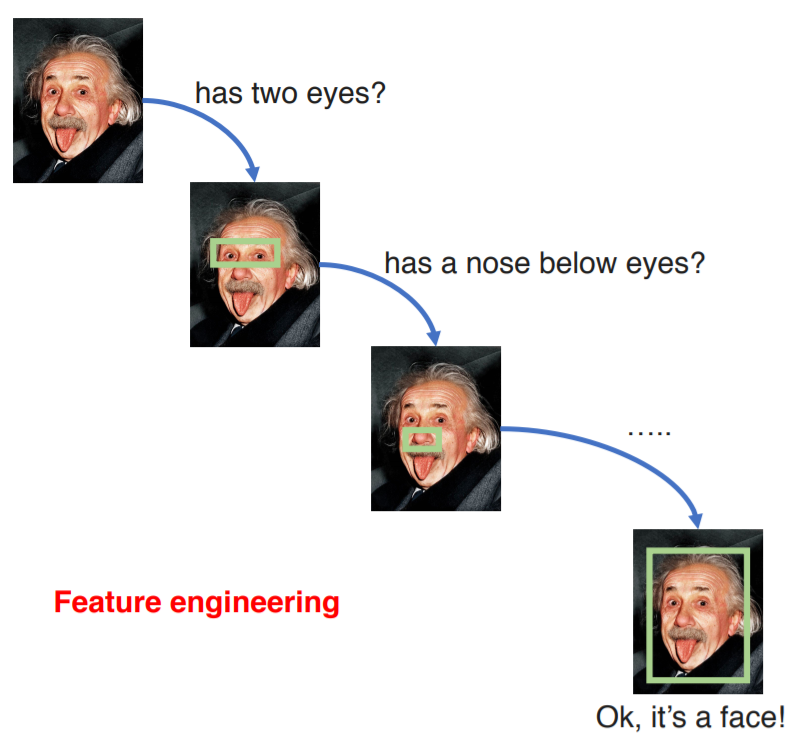 has two eyes?
has a nose below eyes?
.....
Feature engineering
Ok, it's a face!